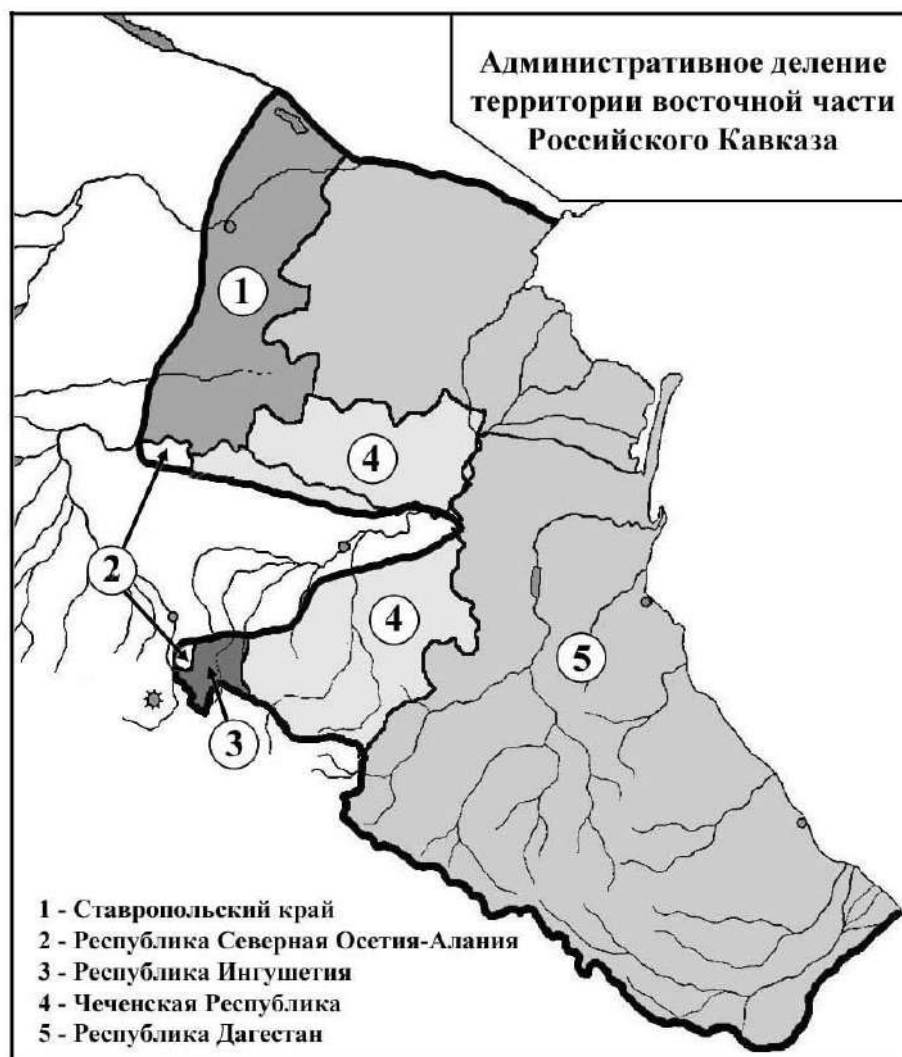 Административное деление
территории восточной части
Российского Кавказа
1
4
2
4
5
3
1 - Ставропольский край
2 - Республика Северная Осетия-Алания
3 - Республика Ингушетия
4 - Чеченская Республика
5 - Республика Дагестан